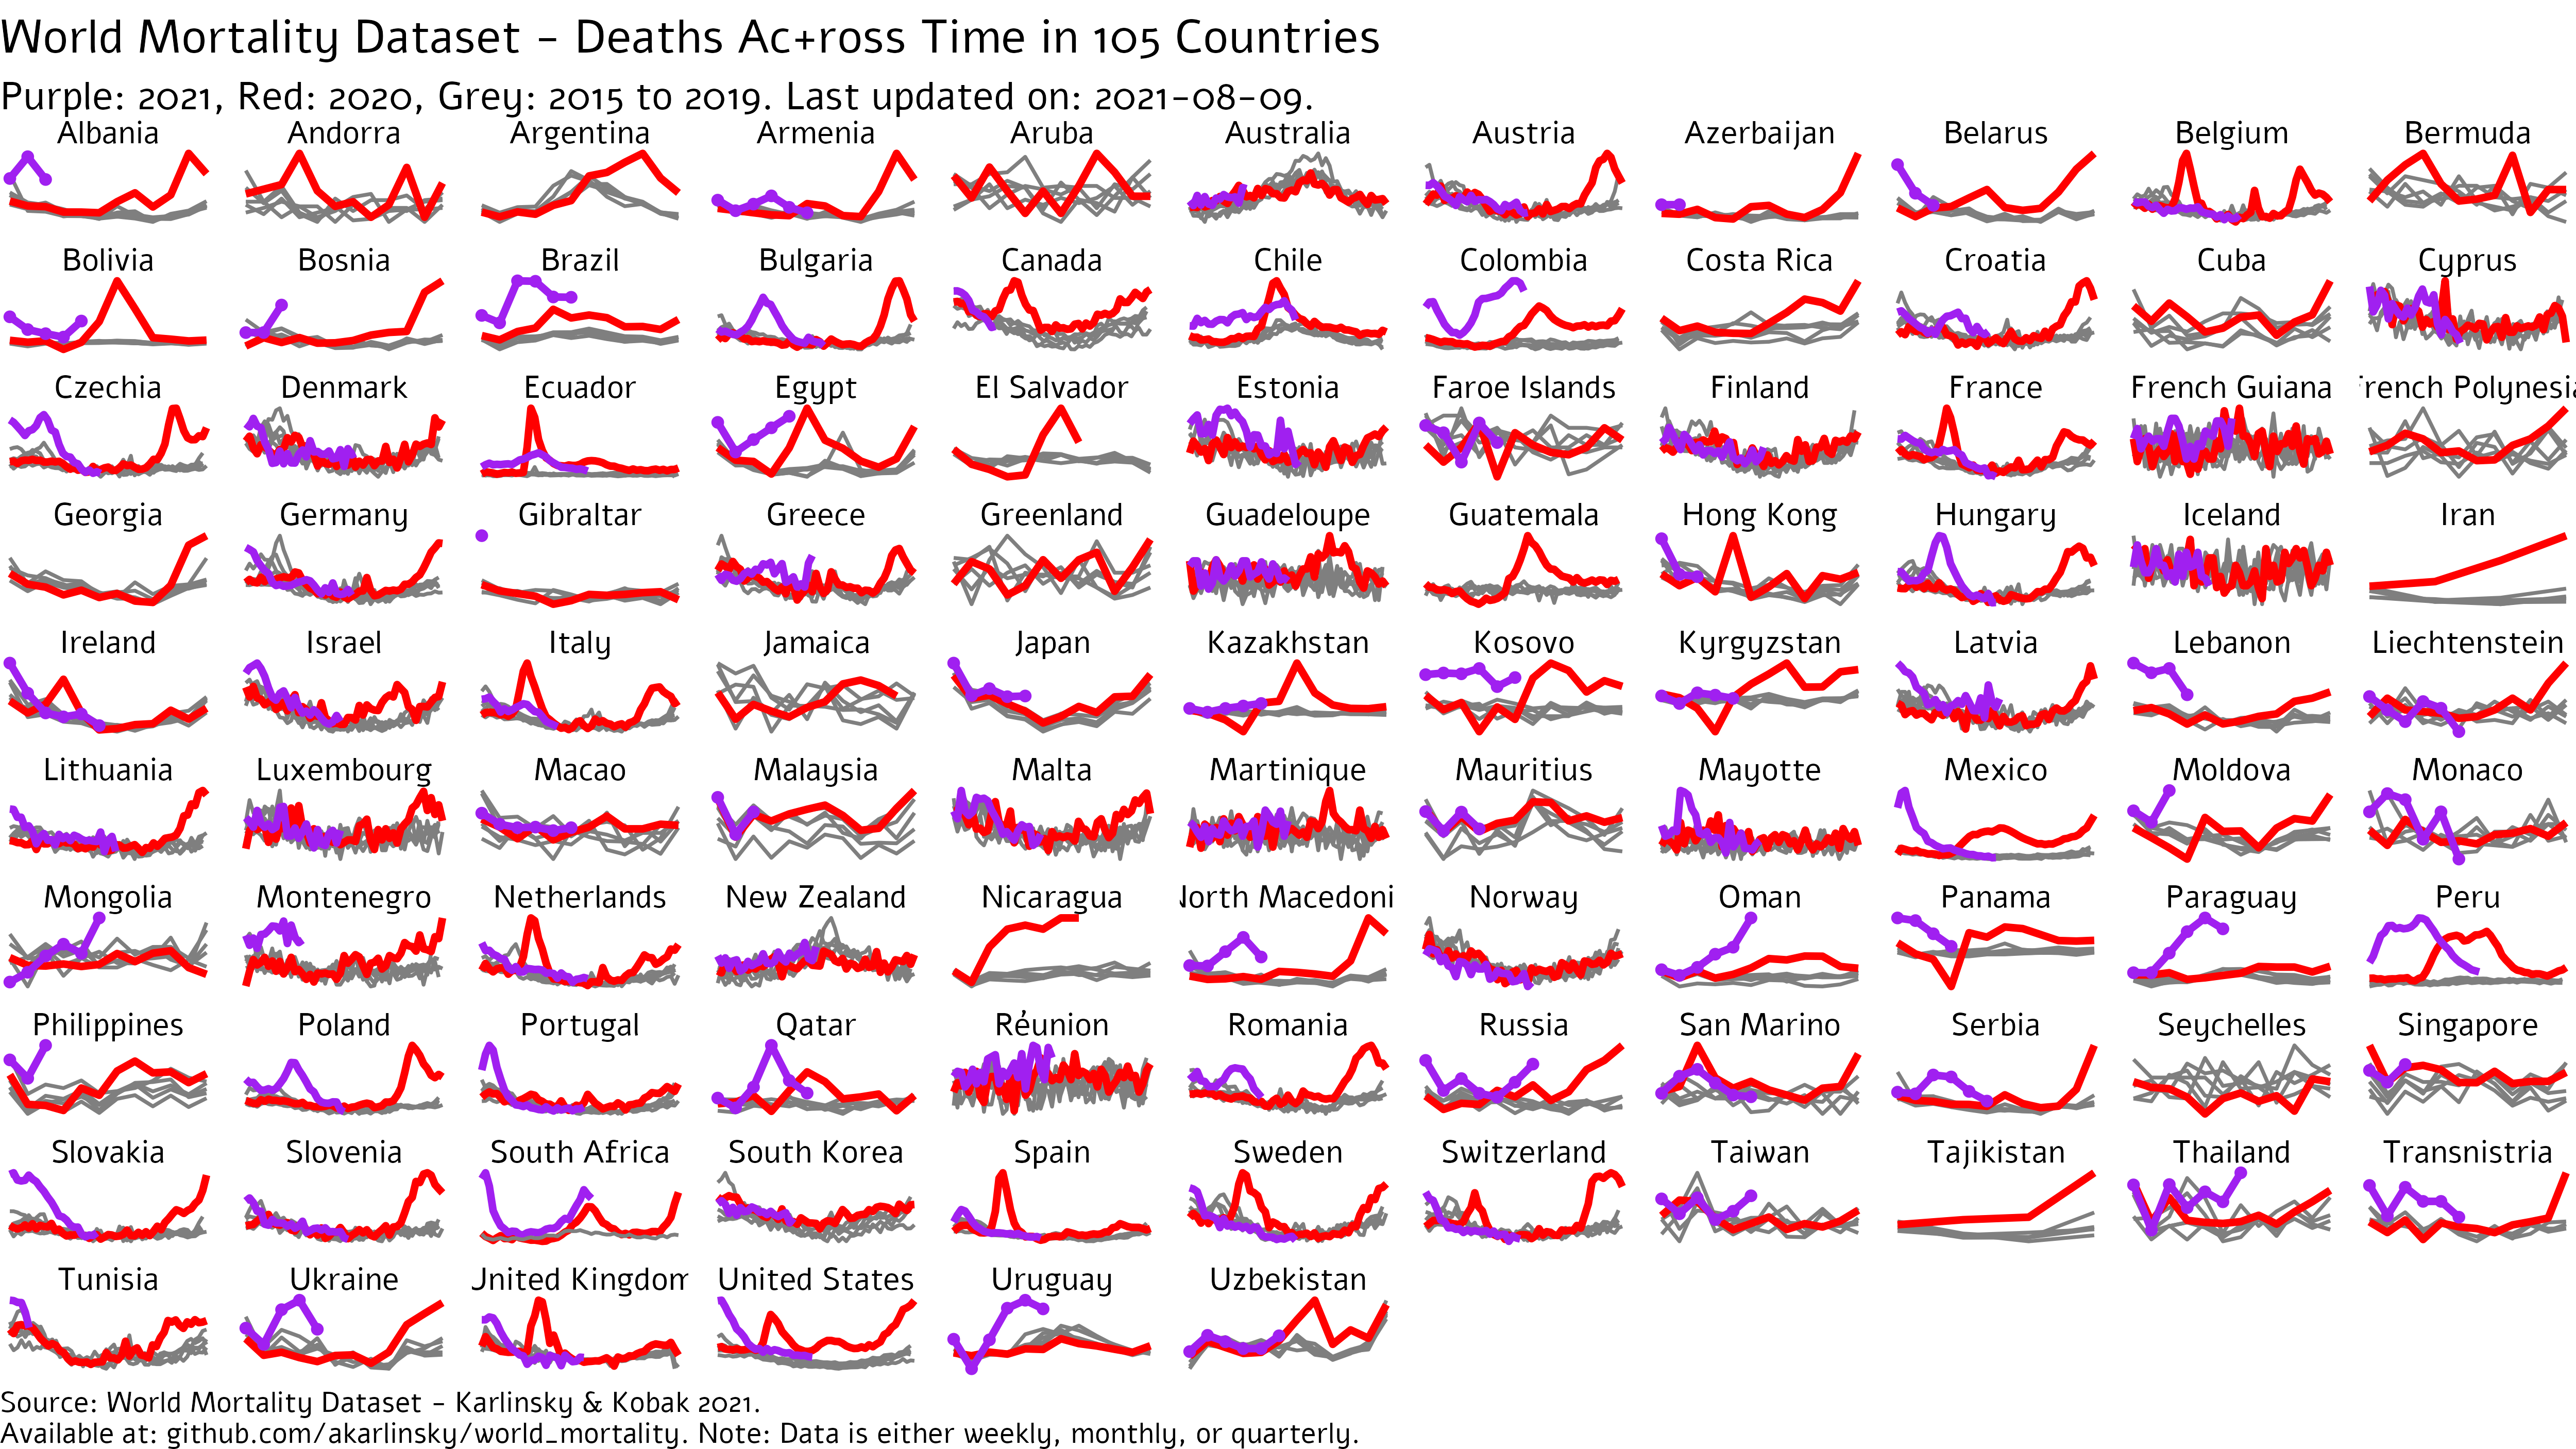 World Mortality Dataset - Deaths Ac+ross Time in 105 Countries
Purple: 2021, Red: 2020, Grey: 2015 to 2019. Last updated on: 2021-08-09.
Albania Andorra Argentina Armenia Aruba Australia Austria Azerbaijan Belarus Belgium Bermuda
Bolivia Bosnia Brazil Bulgaria Canada Chile Colombia Costa Rica Croatia Cuba Cyprus
Czechia Denmark Ecuador Egypt El Salvador Estonia Faroe Islands Finland France French Guiana French Polynesia
Georgia Germany Gibraltar Greece Greenland Guadeloupe Guatemala Hong Kong Hungary Iceland Iran
Ireland Israel Italy Jamaica Japan Kazakhstan Kosovo Kyrgyzstan Latvia Lebanon Liechtenstein
Lithuania Luxembourg Macao Malaysia Malta Martinique Mauritius Mayotte Mexico Moldova Monaco
Mongolia Montenegro Netherlands New Zealand Nicaragua North Macedoni Norway Oman Panama Paraguay Peru
Philippines Poland Portugal Qatar Réunion Romania Russia San Marino Serbia Seychelles Singapore
Slovakia Slovenia South Africa South Korea Spain Sweden Switzerland Taiwan Tajikistan Thailand Transnistria
Tunisia Ukraine United Kingdom United States Uruguay Uzbekistan
Source: World Mortality Dataset - Karlinsky & Kobak 2021.
Available at: github.com/akarlinsky/world_mortality. Note: Data is either weekly, monthly, or quarterly.